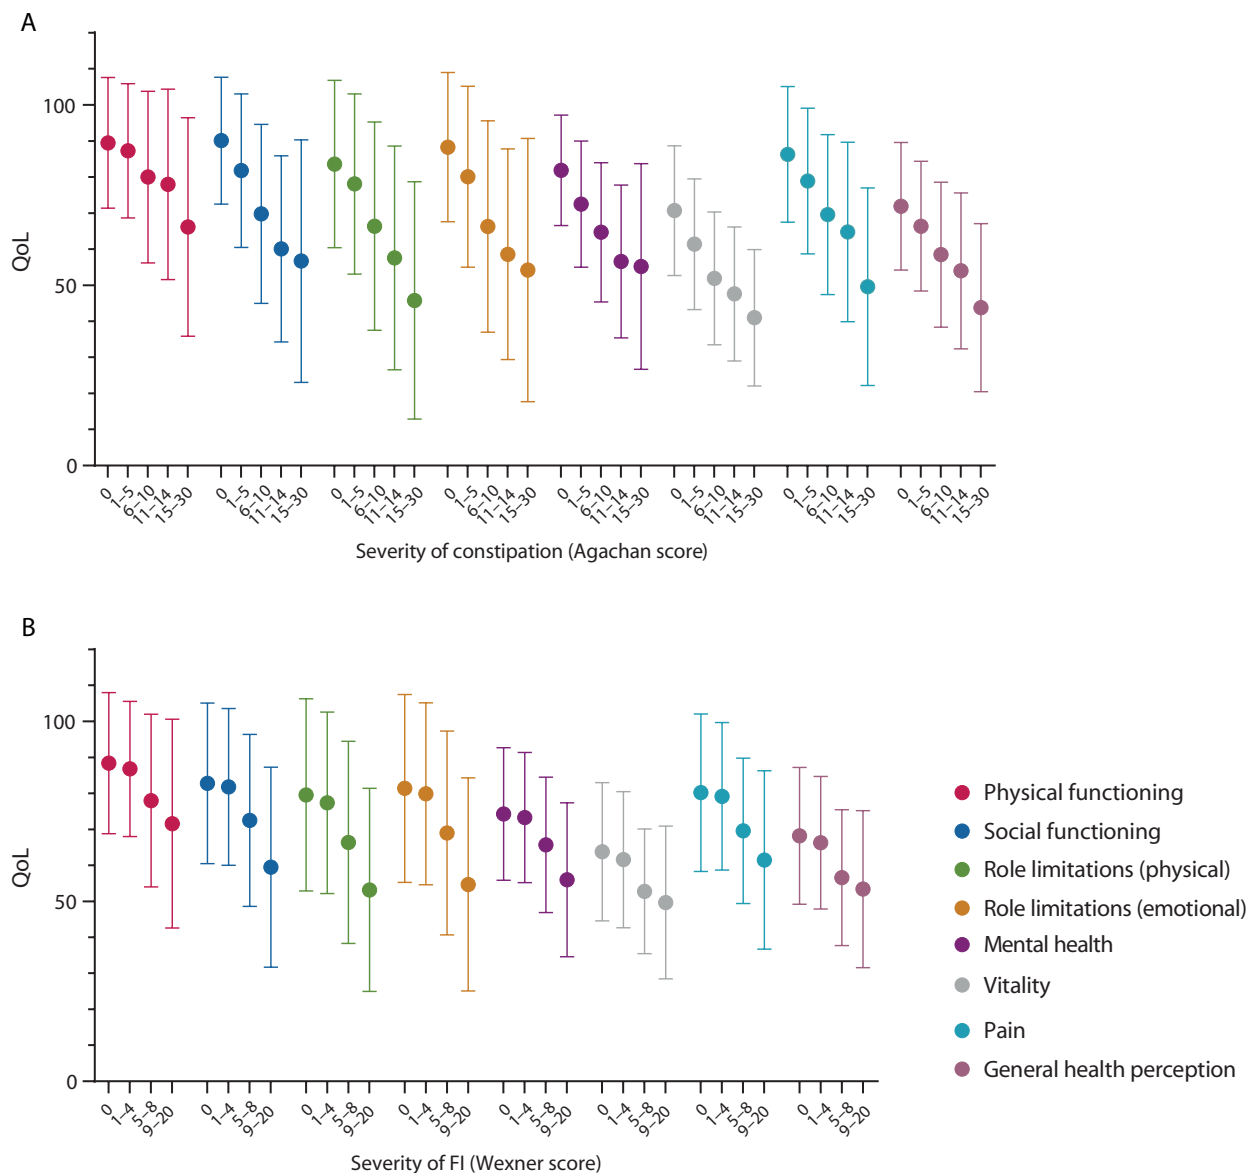 A
QoL
100
50
0
0 1–5 6–10 11–14 15–30 0 1–5 6–10 11–14 15–30 0 1–5 6–10 11–14 15–30 0 1–5 6–10 11–14 15–30 0 1–5 6–10 11–14 15–30 0 1–5 6–10 11–14 15–30 0 1–5 6–10 11–14 15–30 0 1–5 6–10 11–14 15–30
Severity of constipation (Agachan score)
B
QoL
100
50
0
0 1–4 5–8 9–20 0 1–4 5–8 9–20 0 1–4 5–8 9–20 0 1–4 5–8 9–20 0 1–4 5–8 9–20 0 1–4 5–8 9–20 0 1–4 5–8 9–20 0 1–4 5–8 9–20
Severity of FI (Wexner score)
Physical functioning
Social functioning
Role limitations (physical)
Role limitations (emotional)
Mental health
Vitality
Pain
General health perception